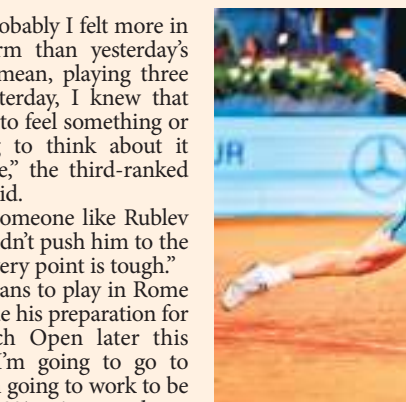 obably I felt more in
rm than yesterday's
mean, playing three
terday, I knew that
to feel something or
to think about it
e," the third-ranked
id.
omeone like Rublev
dn't push him to the
ery point is tough."
ans to play in Rome
e his preparation for
ch Open later this
I'm going to go to
going to work to be
UR